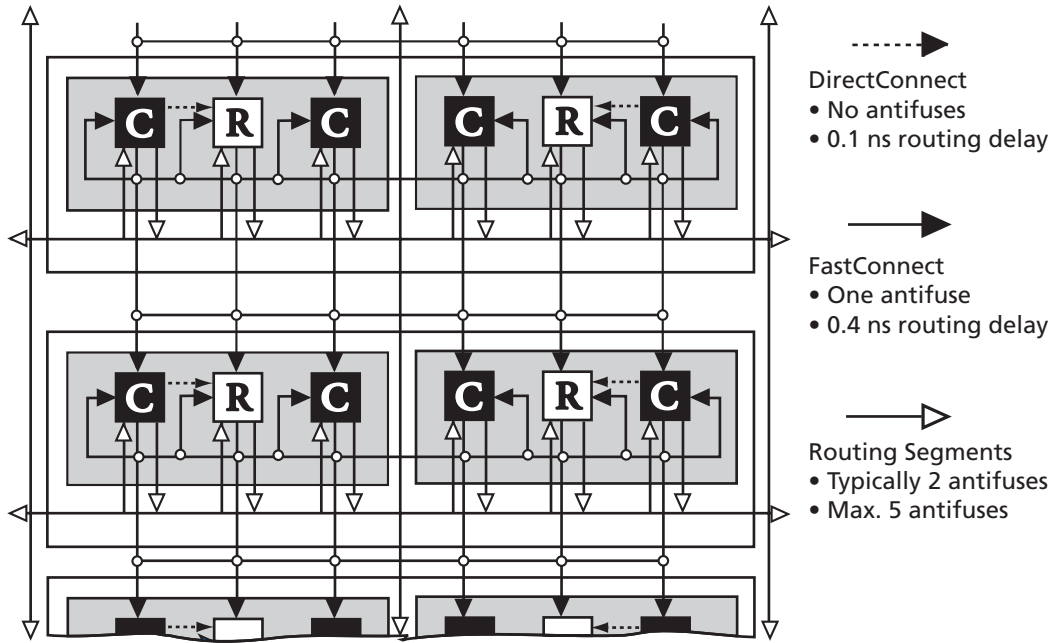 C R C C R C
DirectConnect
• No antifuses
• 0.1 ns routing delay
FastConnect
• One antifuse
• 0.4 ns routing delay
C R C C R C
Routing Segments
• Typically 2 antifuses
• Max. 5 antifuses